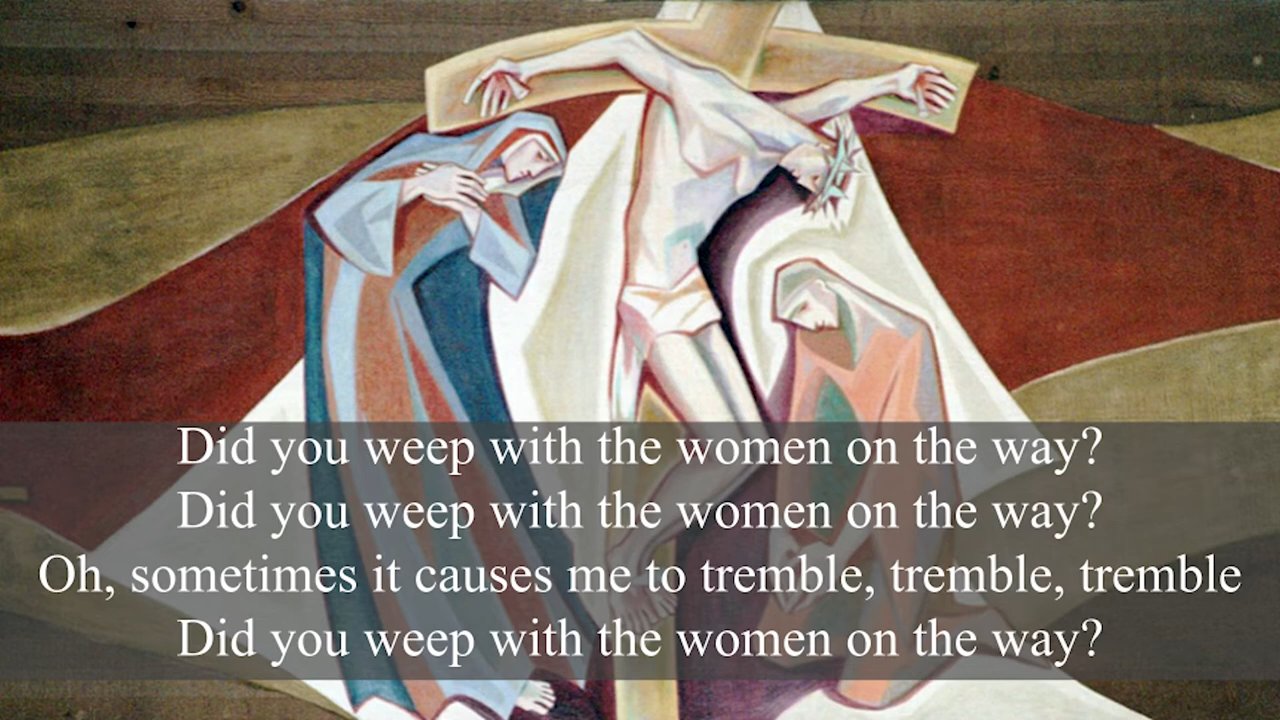 Did you weep with the women on the way?
Did you weep with the women on the way?
Oh, sometimes it causes me to tremble, tremble, tremble
Did you weep with the women on the way?